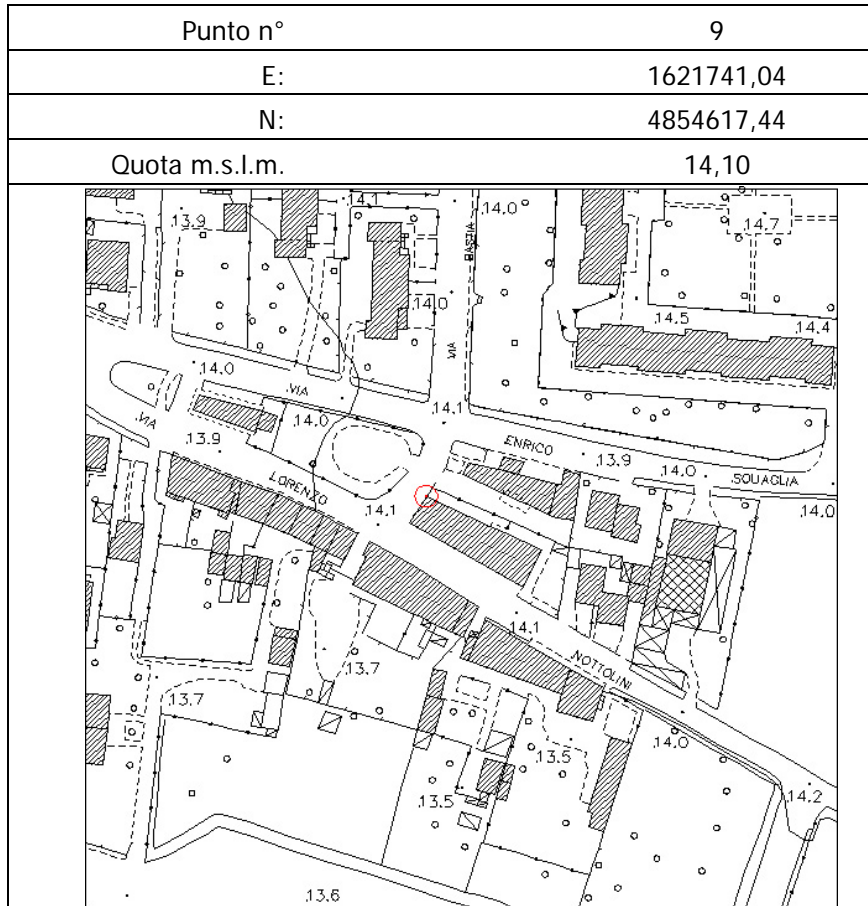 Punto n° 9
E: 1621741,04
N: 4854617,44
Quota m.s.l.m. 14,10
14.1
14.0
13.9
14.7
BASTIA
14.0
14.5
14.4
14.0
VIA
VIA
14.0
14.1
VIA
13.9
ENRICO
13.9
14.0
SQUAGLIA
LORENZO
14.1
14.0
14.1
NOTTOLINI
13.7
13.7
14.0
13.5
13.5
14.2
13.6